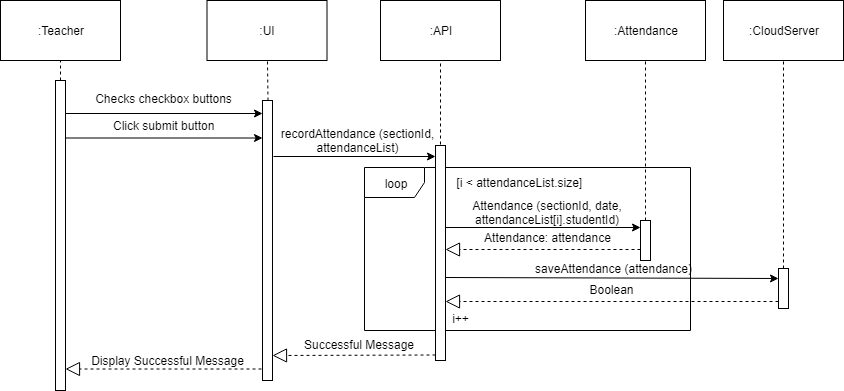 :Teacher
:UI
:API
:Attendance
:CloudServer
Checks checkbox buttons
Click submit button
recordAttendance (sectionId,
attendanceList)
loop
[i < attendanceList.size]
Attendance (sectionId, date,
attendanceList[i].studentId)
Attendance: attendance
saveAttendance (attendance)
Boolean
i++
Successful Message
Display Successful Message